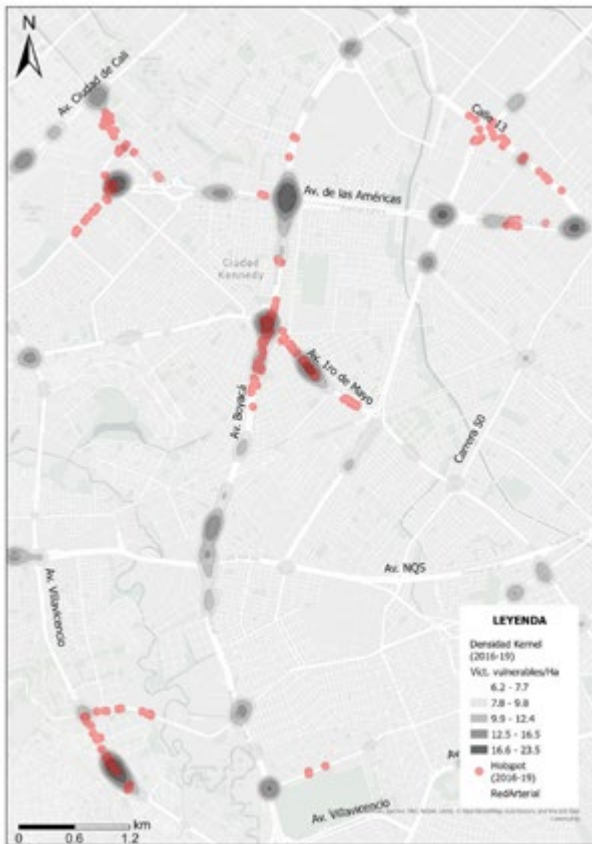 N
Av. Ciudad de Cali
Calle 13
Av. de las Américas
Ciudad
Kennedy
Av. 1ro de Mayo
Av. Boyacá
Carrera 50
Av. NQS
Av. Villavicencio
LEYENDA
Densidad Kernel
(2016-19)
Vict. vulnerables/Ha
6.2 - 7.7
7.8 - 9.8
9.9 - 12.4
12.5 - 16.5
16.6 - 23.5
Hotspot
(2016-19)
RedArterial
Av
Av. Villavicencio
km
0 0.6 1.2